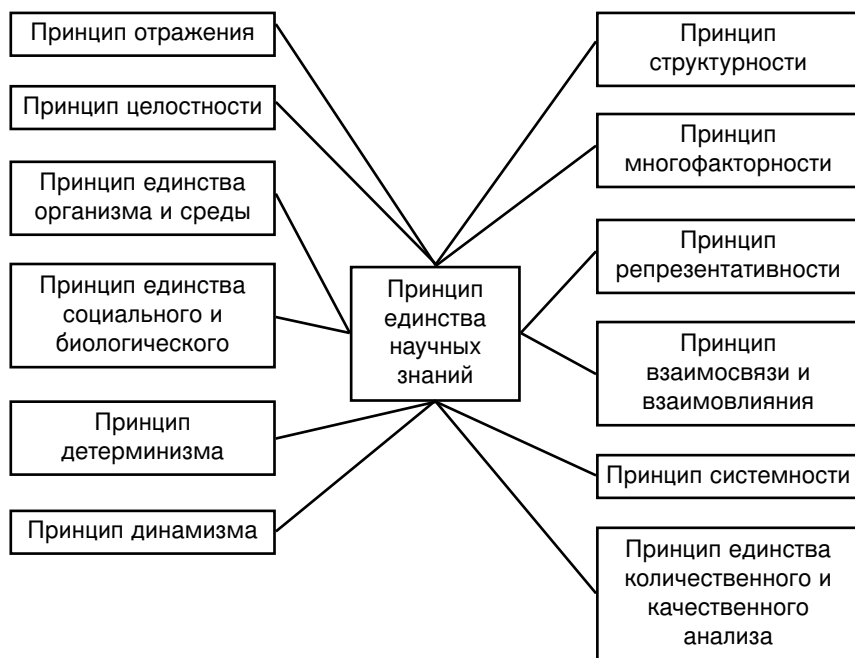 Принцип отражения
Принцип целостности
Принцип единства
организма и среды
Принцип единства
социального и
биологического
Принцип
детерминизма
Принцип динамизма
Принцип
единства
научных
знаний
Принцип
структурности
Принцип
многофакторности
Принцип
репрезентативности
Принцип
взаимосвязи и
взаимовлияния
Принцип системности
Принцип единства
количественного и
качественного
анализа